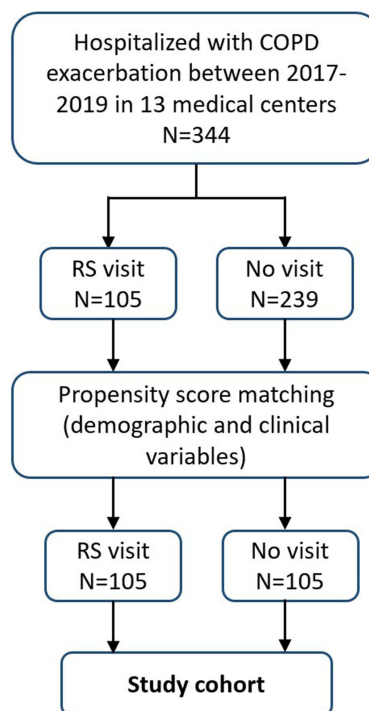 Hospitalized with COPD
exacerbation between 2017-
2019 in 13 medical centers
N=344
RS visit
N=105
No visit
N=239
Propensity score matching
(demographic and clinical
variables)
RS visit
N=105
No visit
N=105
Study cohort